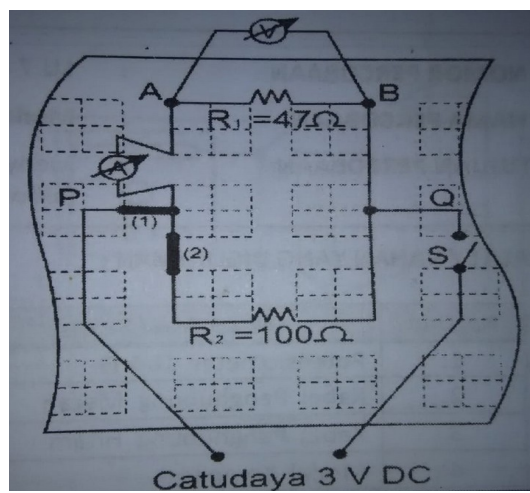 V
A B
R1 = 47Ω
A
P Q
(1)
(2) S
R2 = 100Ω
Catudaya 3 V DC